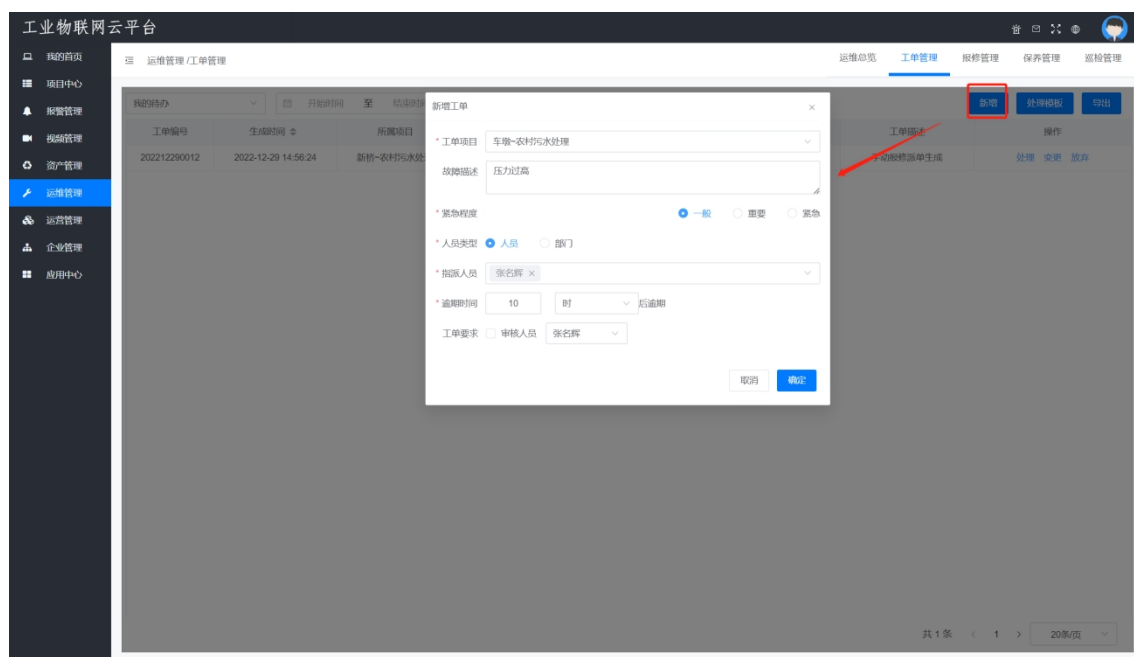 工业物联网云平台
我的首页
项目中心
报警管理
视频管理
资产管理
运维管理
运营管理
企业管理
应用中心
运维管理 /工单管理
运维总览 工单管理 报修管理 保养管理 巡检管理
我的待办 开始时间 至 结束时
新增 处理模板 导出
工单编号 生成时间 所属项目 工单描述 操作
202212290012 2022-12-29 14:56:24 新桥~农村污水处 手动报修派单生成 处理 变更 放弃
新增工单 ×
* 工单项目 车墩~农村污水处理
故障描述 压力过高
* 紧急程度 一般 重要 紧急
* 人员类型 人员 部门
* 指派人员 张名辉 ×
* 逾期时间 10 时 后逾期
工单要求 审核人员 张名辉
取消 确定
共 1 条 < 1 > 20条/页